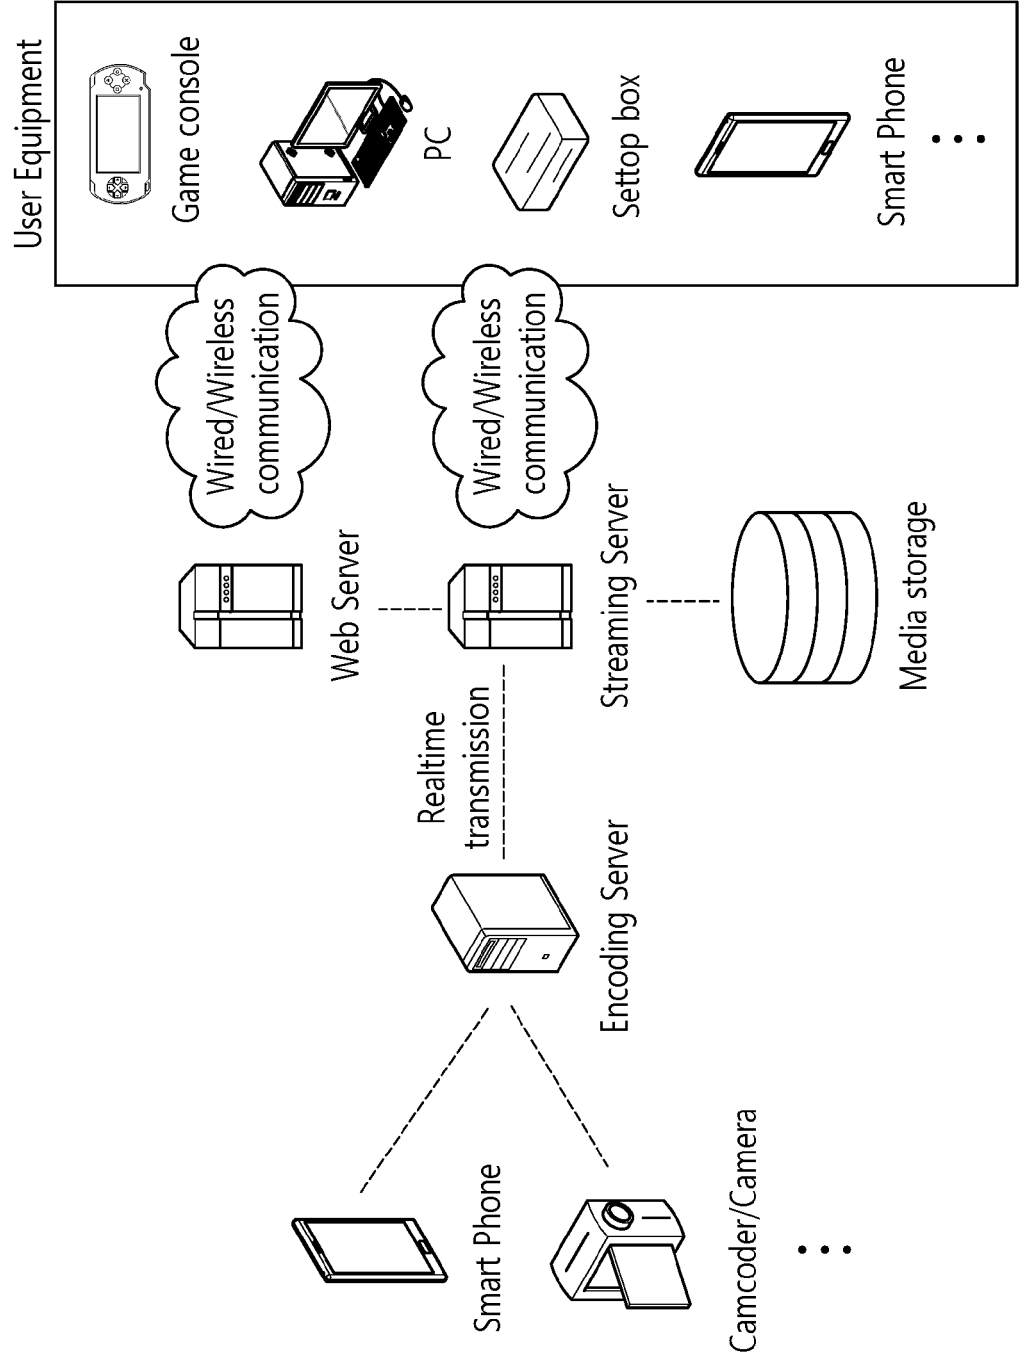 User Equipment
Game console
PC
Settop box
Smart Phone
Wired/Wireless
communication
Wired/Wireless
communication
Web Server
Streaming Server
Media storage
Realtime
transmission
Encoding Server
Smart Phone
Camcoder/Camera